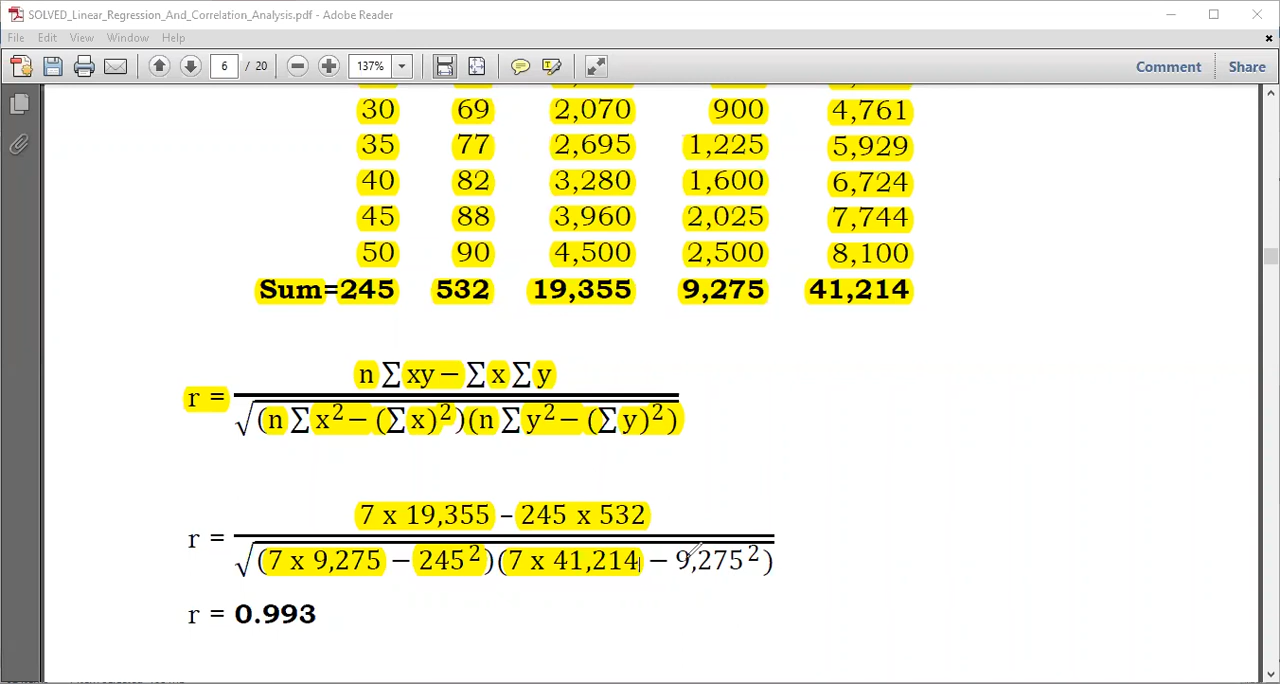 SOLVED_Linear_Regression_And_Correlation_Analysis.pdf - Adobe Reader
File Edit View Window Help
6 / 20 137% Comment Share
30 69 2,070 900 4,761
35 77 2,695 1,225 5,929
40 82 3,280 1,600 6,724
45 88 3,960 2,025 7,744
50 90 4,500 2,500 8,100
Sum=245 532 19,355 9,275 41,214
n∑xy−∑x∑y
r =
√(n∑x²−(∑x)²)(n∑y²−(∑y)²)
7 x 19,355 – 245 x 532
r =
√(7 x 9,275 − 245²)(7 x 41,214 − 9,275²)
r = 0.993